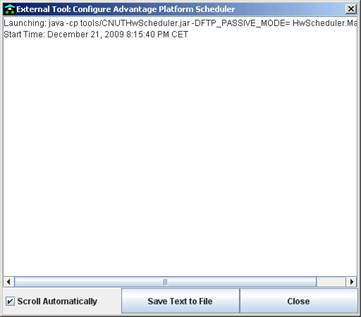 External Tool: Configure Advantage Platform Scheduler
Launching: java -cp tools/CNUTHwScheduler.jar -DFTP_PASSIVE_MODE= HwScheduler.Ma
Start Time: December 21, 2009 8:15:40 PM CET
Scroll Automatically
Save Text to File
Close